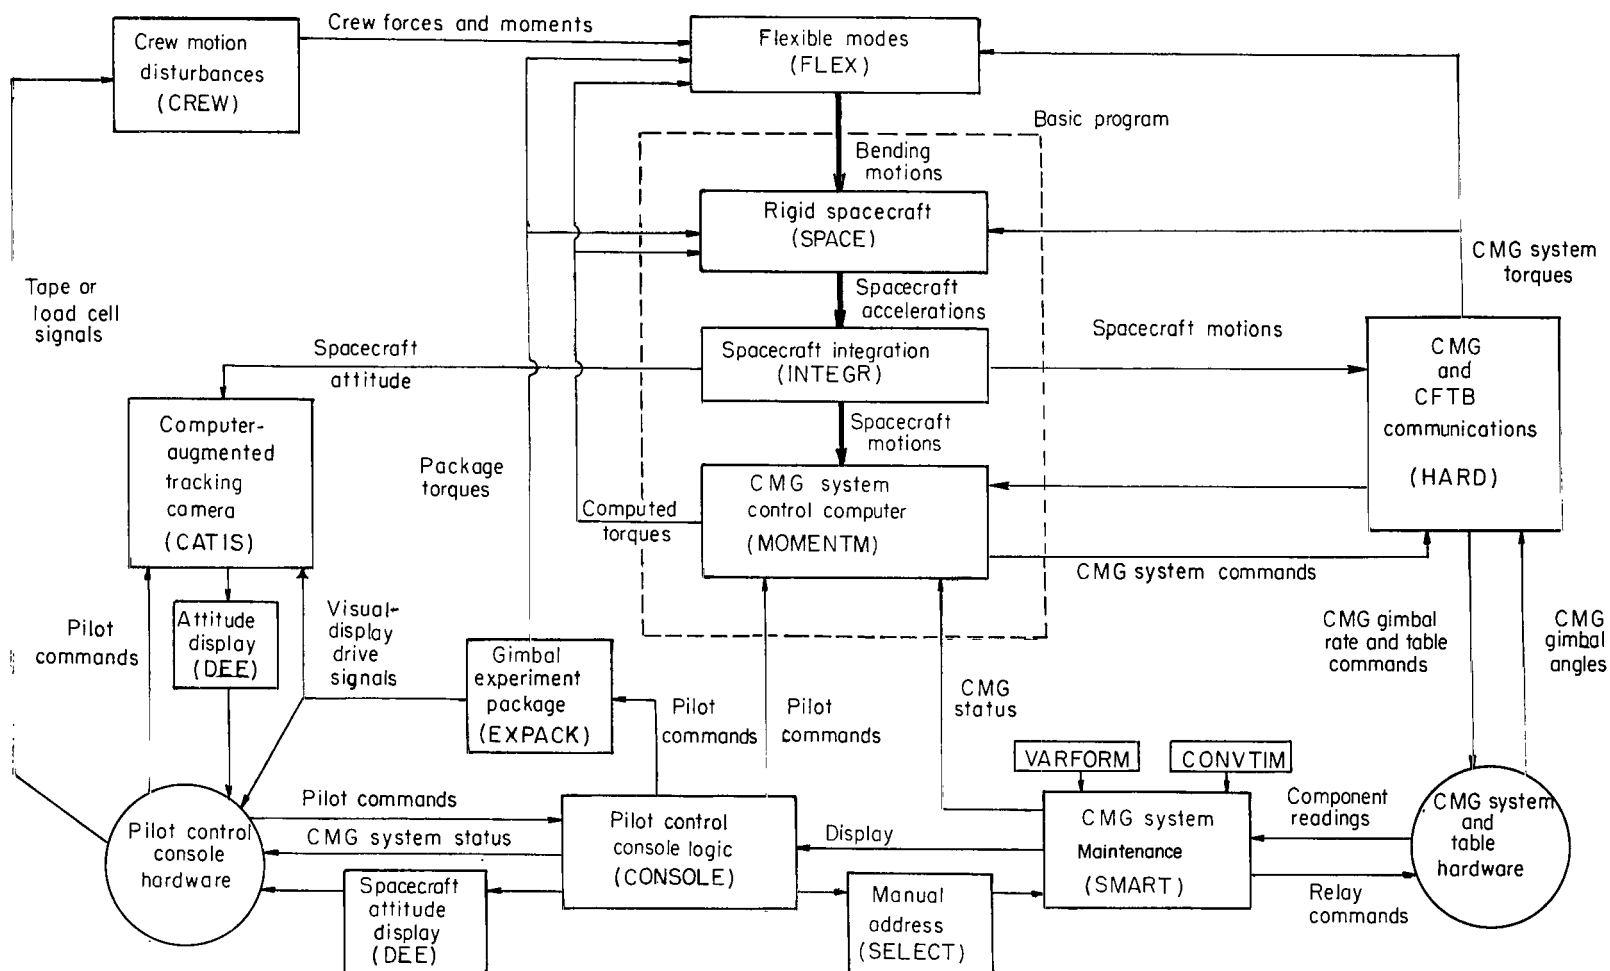 Crew motion
disturbances
(CREW)
Crew forces and moments
Flexible modes
(FLEX)
Basic program
Bending
motions
Rigid spacecraft
(SPACE)
CMG system
torques
Tape or
load cell
signals
Spacecraft
accelerations
Spacecraft motions
Spacecraft
attitude
Spacecraft integration
(INTEGR)
CMG
and
CFTB
communications
(HARD)
Computer-
augmented
tracking
camera
(CATIS)
Spacecraft
motions
Package
torques
Computed
torques
CMG system
control computer
(MOMENTM)
CMG system commands
Pilot
commands
Attitude
display
(DEE)
Visual-
display
drive
signals
Gimbal
experiment
package
(EXPACK)
Pilot
commands
Pilot
commands
CMG
status
CMG gimbal
rate and table
commands
CMG
gimbal
angles
VARFORM
CONVTIM
Pilot control
console
hardware
Pilot commands
CMG system status
Pilot control
console logic
(CONSOLE)
Display
CMG system
Maintenance
(SMART)
Component
readings
Relay
commands
CMG system
and
table
hardware
Spacecraft
attitude
display
(DEE)
Manual
address
(SELECT)